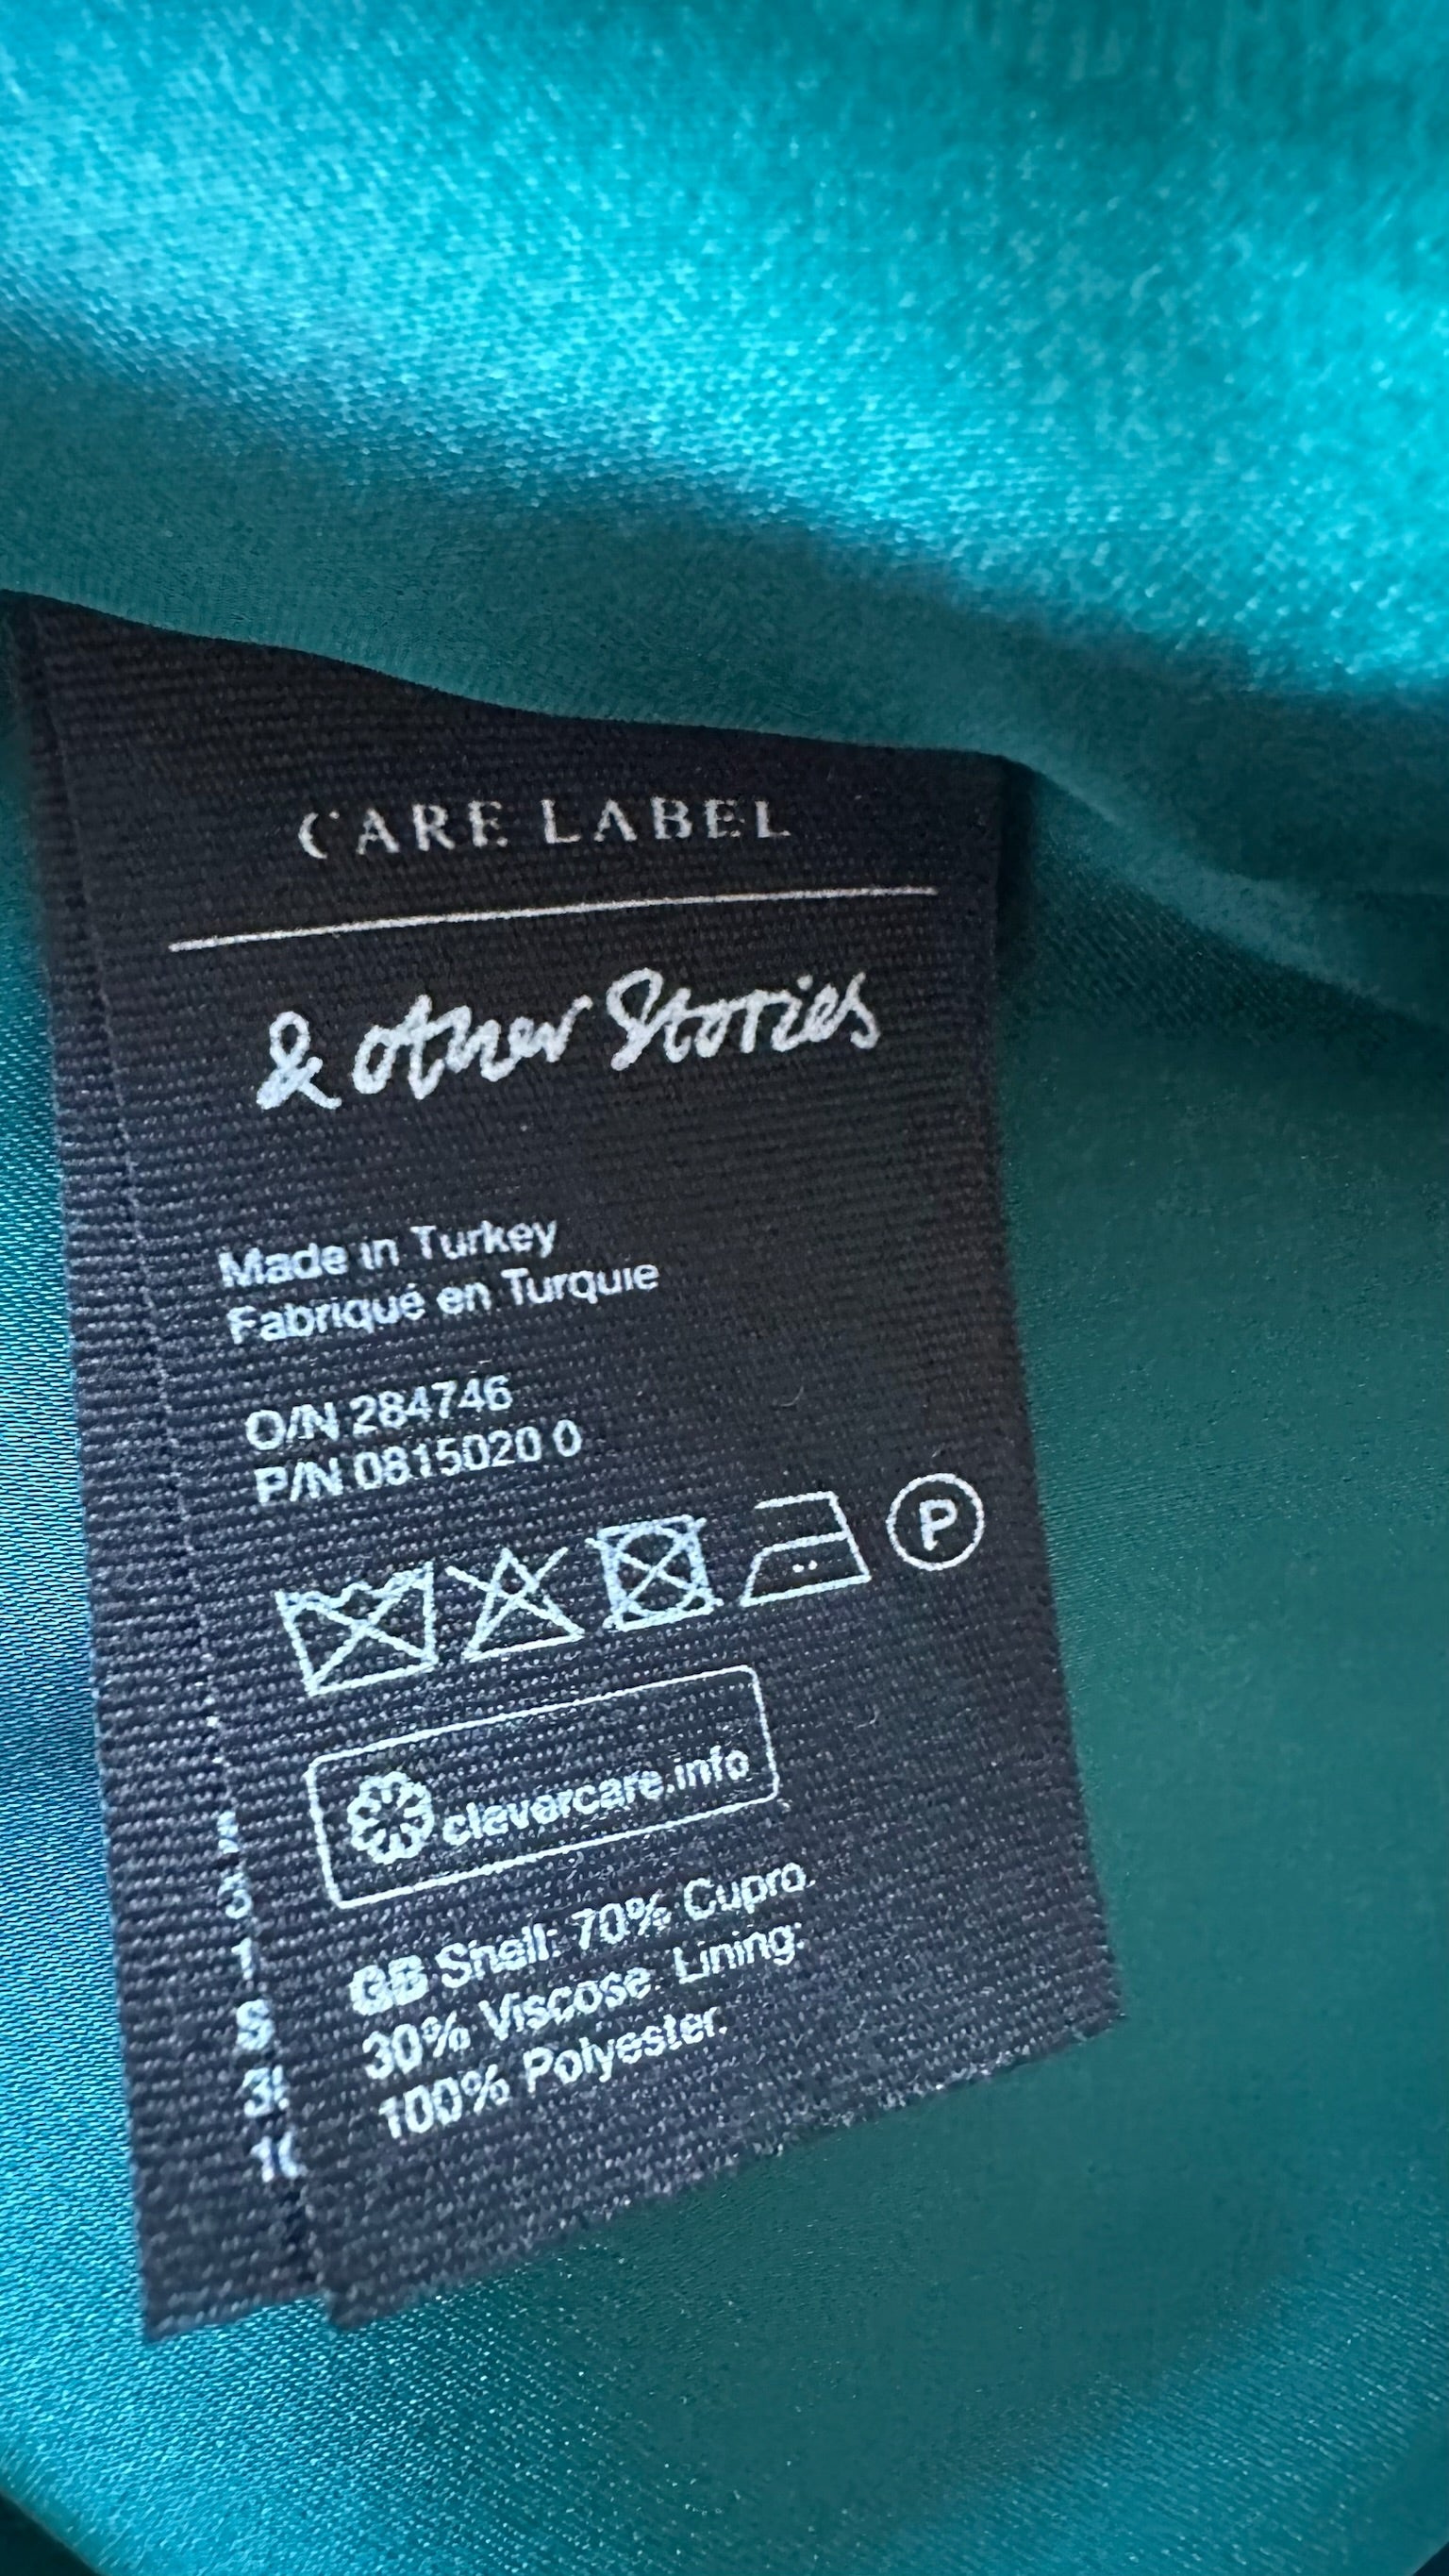 CARE LABEL
& other Stories
Made in Turkey
Fabriqué en Turquie
O/N 284746
P/N 0815020 0
P
clevercare.info
GB Shell: 70% Cupro.
30% Viscose. Lining:
100% Polyester.